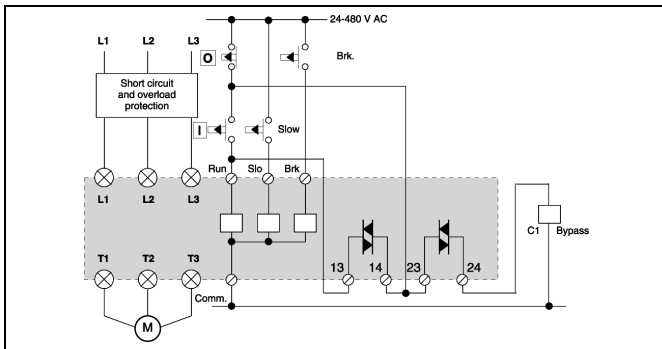 24-480 V AC
L1 L2 L3
O
Brk.
Short circuit
and overload
protection
I
Slow
Run Slo Brk
L1 L2 L3
C1 Bypass
T1 T2 T3
13 14 23 24
Comm.
M